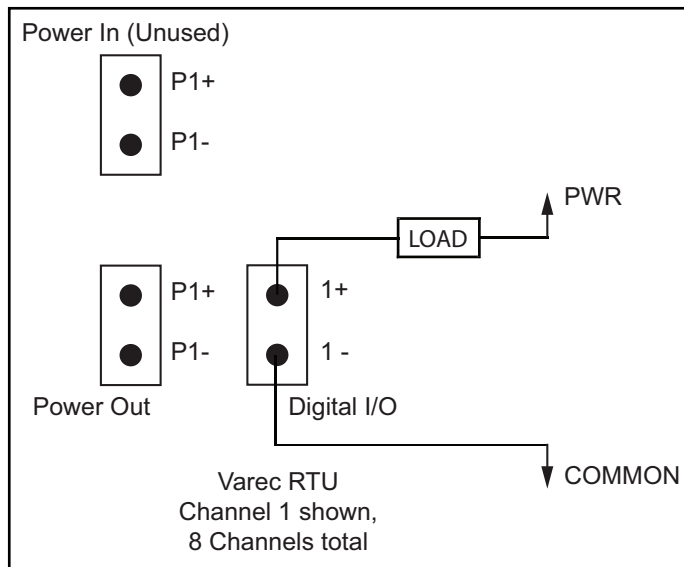 Power In (Unused)
P1+
P1-
PWR
LOAD
P1+
1+
P1-
1 -
Power Out
Digital I/O
COMMON
Varec RTU
Channel 1 shown,
8 Channels total